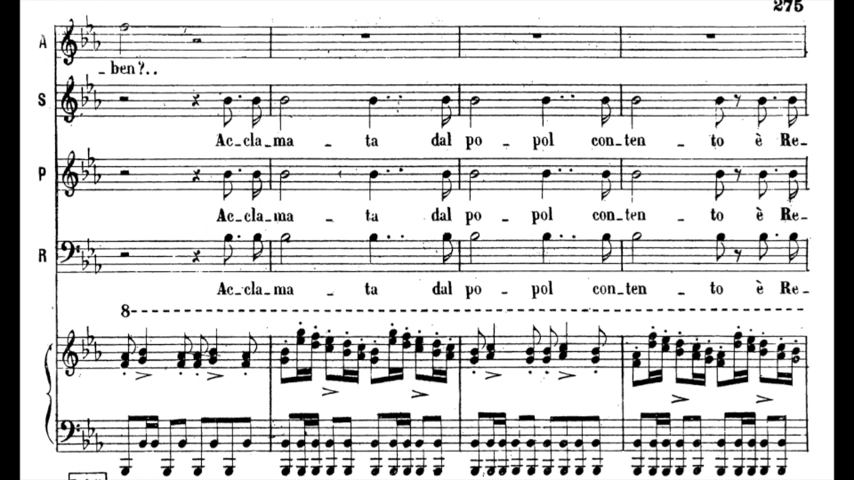 275
A
- ben?..
S
Ac-cla-ma - ta dal po - pol con-ten - to è Re-
P
Ac-cla-ma - ta dal po - pol con-ten - to è Re-
R
Ac-cla-ma - ta dal po - pol con-ten - to è Re-
8